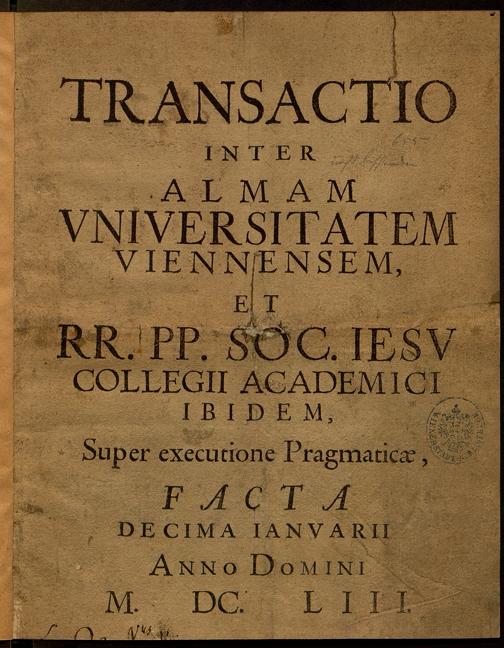 TRANSACTIO
INTER
ALMAM
VNIVERSITATEM
VIENNENSEM,
ET
RR. PP. SOC. IESV
COLLEGII ACADEMICI
IBIDEM,
Super executione Pragmaticæ,
FACTA
DECIMA IANVARII
ANNO DOMINI
M. DC. LIII.